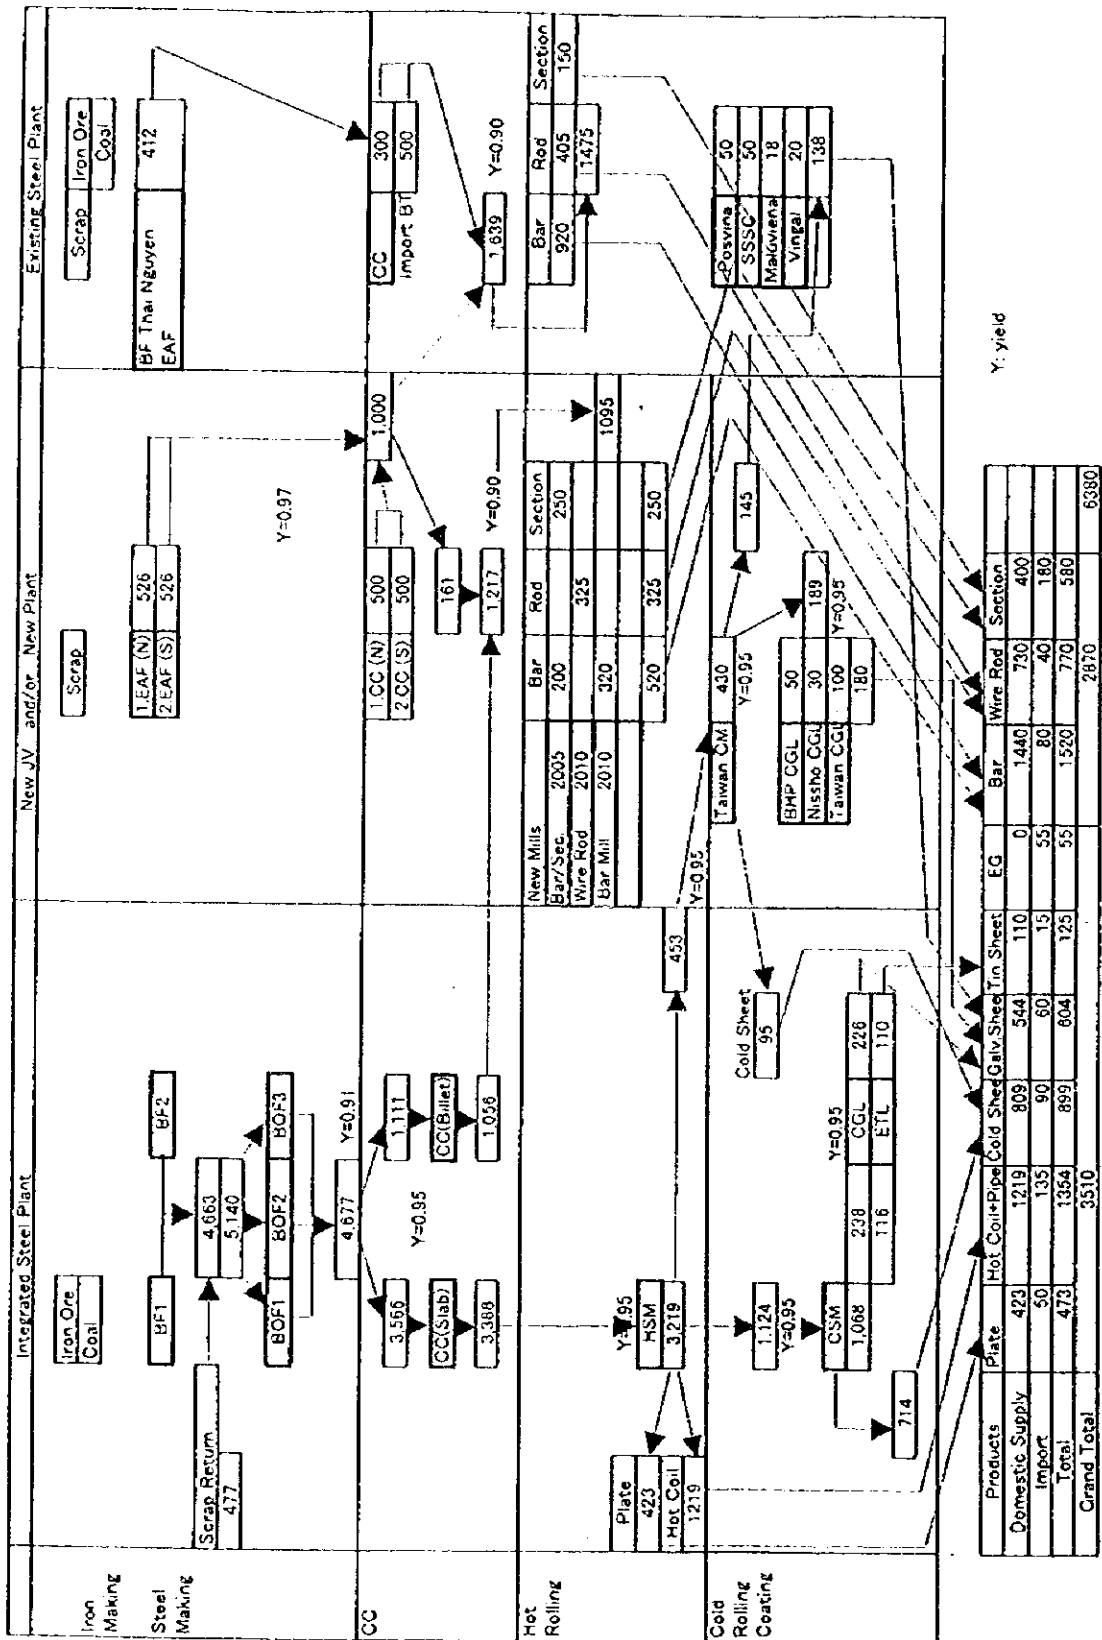 Integrated Steel Plant
New JV and/or New Plant
Existing Steel Plant
Iron
Making
Iron Ore
Coal
Scrap
Scrap
Iron Ore
Coal
Steel
Making
BF1
BF2
1.EAF (N) 526
2.EAF (S) 526
BF Thai Nguyen
EAF
412
Scrap Return
477
4,663
5,140
BOF1 BOF2 BOF3
4,677
Y=0.91
Y=0.97
CC
3,566
1,111
Y=0.95
CC(Slab)
CC(Billet)
3,388
1,056
1.CC (N) 500
2.CC (S) 500
1,000
161
1,217
Y=0.90
CC 300
Import BT 500
1,639
Y=0.90
Hot
Rolling
Plate
423
Hot Coil
1219
Y=0.95
HSM
3,219
453
Y=0.95
New Mills Bar Rod Section
Bar/Sec. 2005 200 250
Wire Rod 2010 325
Bar Mill 2010 320
520 325 250
1095
Bar Rod Section
920 405 150
1475
Cold
Rolling
Coating
1,124
Y=0.95
CSM
1,068
714
Cold Sheet
95
Y=0.95
238 CGL 226
116 ETL 110
Taiwan CM 430
Y=0.95
145
BHP CGL 50
Nissho CGL 30 189
Taiwan CGL 100 Y=0.95
180
Posvina 50
SSSC 50
18
Vingal 20
138
Y: yield
Products Plate Hot Coil+Pipe Cold Shee Galv.Shee Tin Sheet EG Bar Wire Rod Section
Domestic Supply 423 1219 809 544 110 0 1440 730 400
Import 50 135 90 60 15 55 80 40 180
Total 473 1354 899 604 125 55 1520 770 580
Grand Total 3510 2870 6380